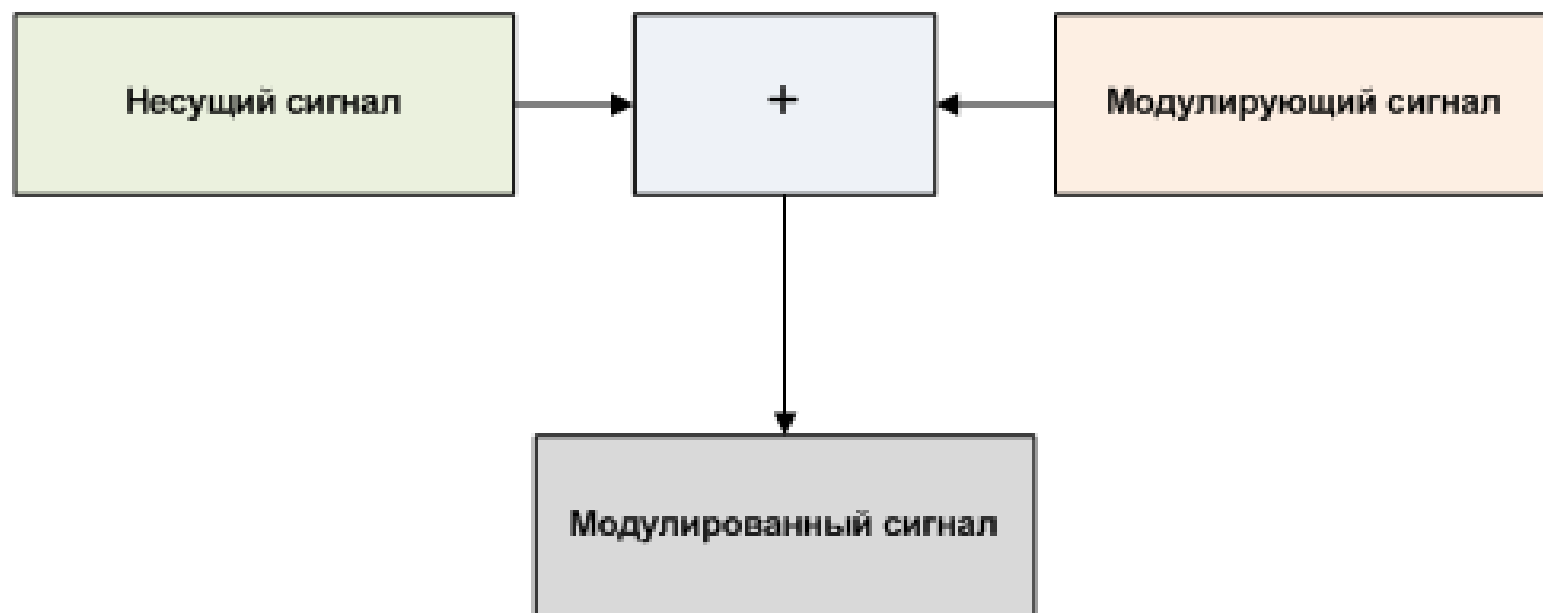 Несущий сигнал
+
Модулирующий сигнал
Модулированный сигнал